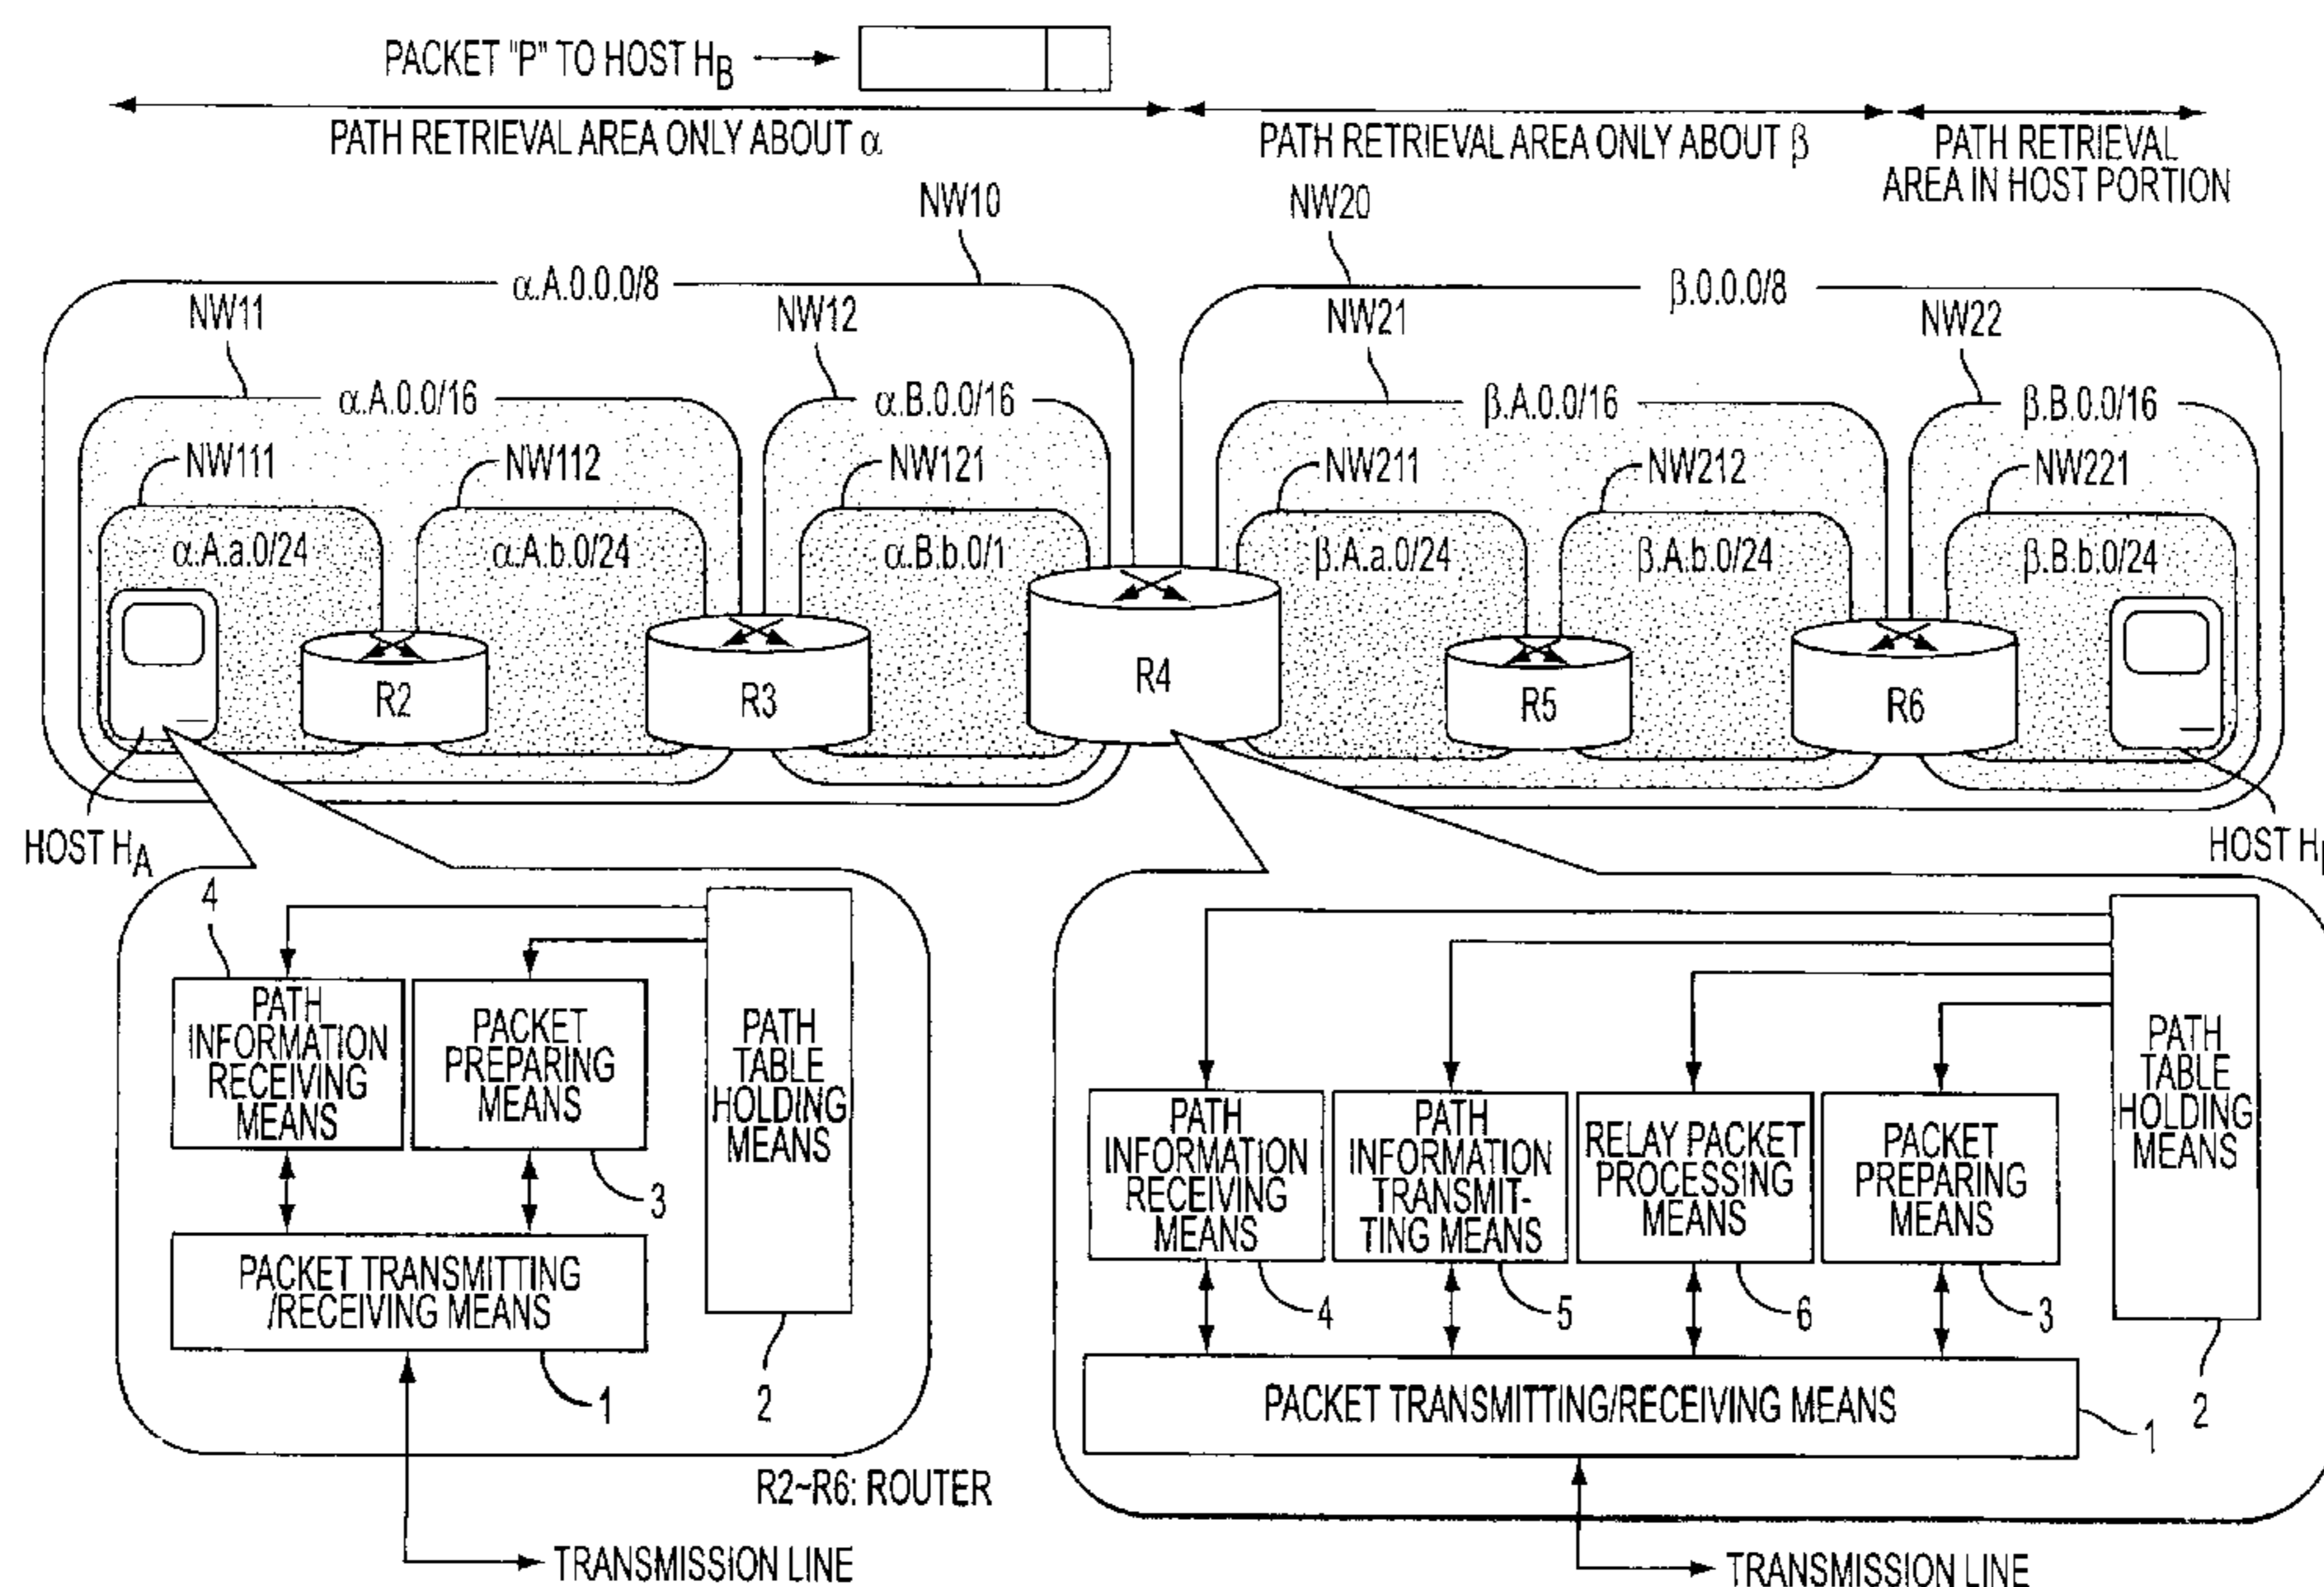 PACKET "P" TO HOST HB
PATH RETRIEVAL AREA ONLY ABOUT α
PATH RETRIEVAL AREA ONLY ABOUT β
PATH RETRIEVAL
AREA IN HOST PORTION
NW10
NW20
α.A.0.0.0/8
β.0.0.0/8
NW11
NW12
NW21
NW22
α.A.0.0/16
α.B.0.0/16
β.A.0.0/16
β.B.0.0/16
NW111
NW112
NW121
NW211
NW212
NW221
α.A.a.0/24
α.A.b.0/24
α.B.b.0/1
β.A.a.0/24
β.A.b.0/24
β.B.b.0/24
R2
R3
R4
R5
R6
HOST HA
HOST H
4
PATH
INFORMATION
RECEIVING
MEANS
PACKET
PREPARING
MEANS
PATH
TABLE
HOLDING
MEANS
3
PACKET TRANSMITTING
/RECEIVING MEANS
1
2
R2~R6: ROUTER
TRANSMISSION LINE
PATH
INFORMATION
RECEIVING
MEANS
PATH
INFORMATION
TRANSMIT-
TING MEANS
RELAY PACKET
PROCESSING
MEANS
PACKET
PREPARING
MEANS
PATH
TABLE
HOLDING
MEANS
4
5
6
3
2
PACKET TRANSMITTING/RECEIVING MEANS
1
TRANSMISSION LINE